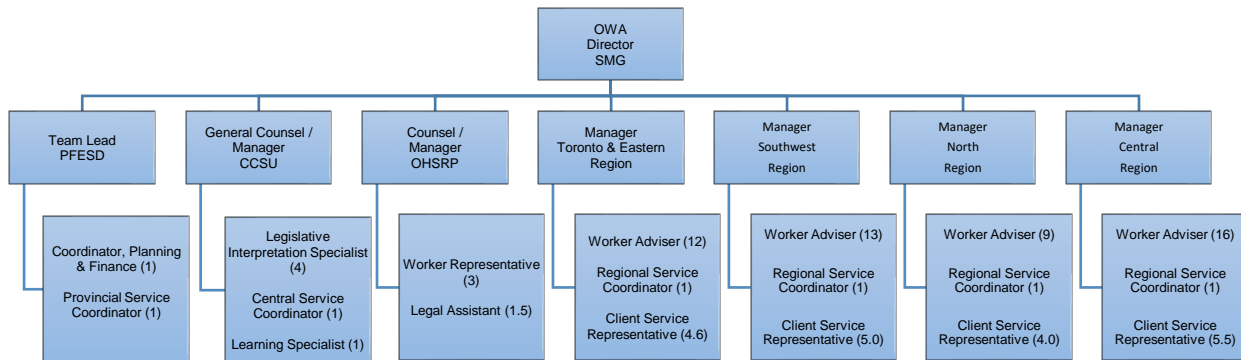 OWA
Director
SMG
Team Lead
PFESD
General Counsel /
Manager
CCSU
Counsel /
Manager
OHSRP
Manager
Toronto & Eastern
Region
Manager
Southwest
Region
Manager
North
Region
Manager
Central
Region
Coordinator, Planning
& Finance (1)
Provincial Service
Coordinator (1)
Legislative
Interpretation Specialist
(4)
Central Service
Coordinator (1)
Learning Specialist (1)
Worker Representative
(3)
Legal Assistant (1.5)
Worker Adviser (12)
Regional Service
Coordinator (1)
Client Service
Representative (4.6)
Worker Adviser (13)
Regional Service
Coordinator (1)
Client Service
Representative (5.0)
Worker Adviser (9)
Regional Service
Coordinator (1)
Client Service
Representative (4.0)
Worker Adviser (16)
Regional Service
Coordinator (1)
Client Service
Representative (5.5)